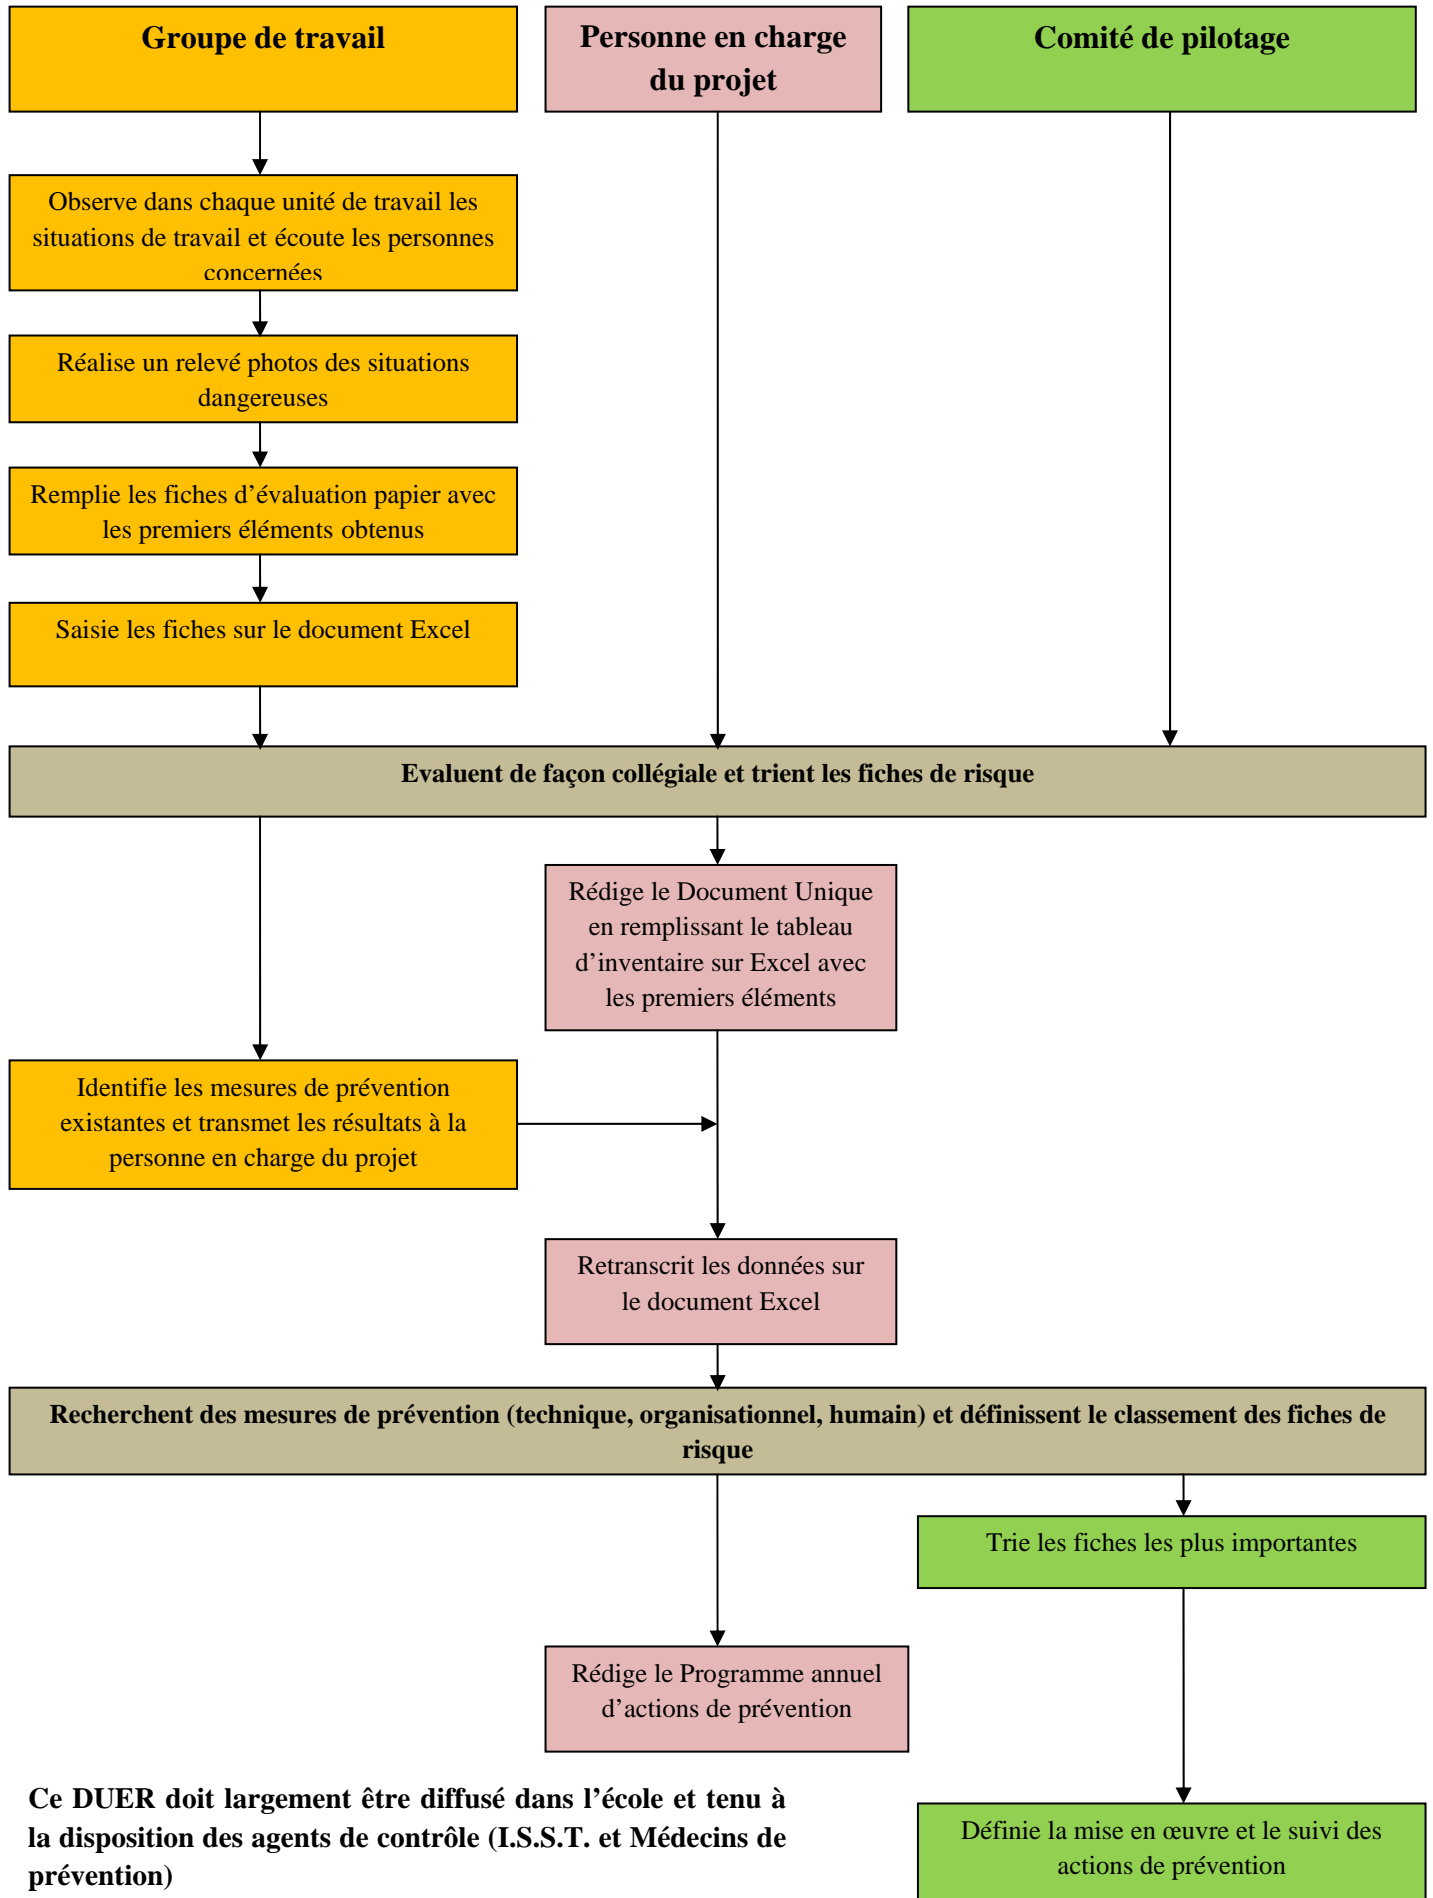 Groupe de travail
Personne en charge
du projet
Comité de pilotage
Observe dans chaque unité de travail les
situations de travail et écoute les personnes
concernées
Réalise un relevé photos des situations
dangereuses
Remplie les fiches d’évaluation papier avec
les premiers éléments obtenus
Saisie les fiches sur le document Excel
Evaluent de façon collégiale et trient les fiches de risque
Rédige le Document Unique
en remplissant le tableau
d’inventaire sur Excel avec
les premiers éléments
Identifie les mesures de prévention
existantes et transmet les résultats à la
personne en charge du projet
Retranscrit les données sur
le document Excel
Recherchent des mesures de prévention (technique, organisationnel, humain) et définissent le classement des fiches de
risque
Trie les fiches les plus importantes
Rédige le Programme annuel
d’actions de prévention
Ce DUER doit largement être diffusé dans l’école et tenu à
la disposition des agents de contrôle (I.S.S.T. et Médecins de
prévention)
Définie la mise en œuvre et le suivi des
actions de prévention